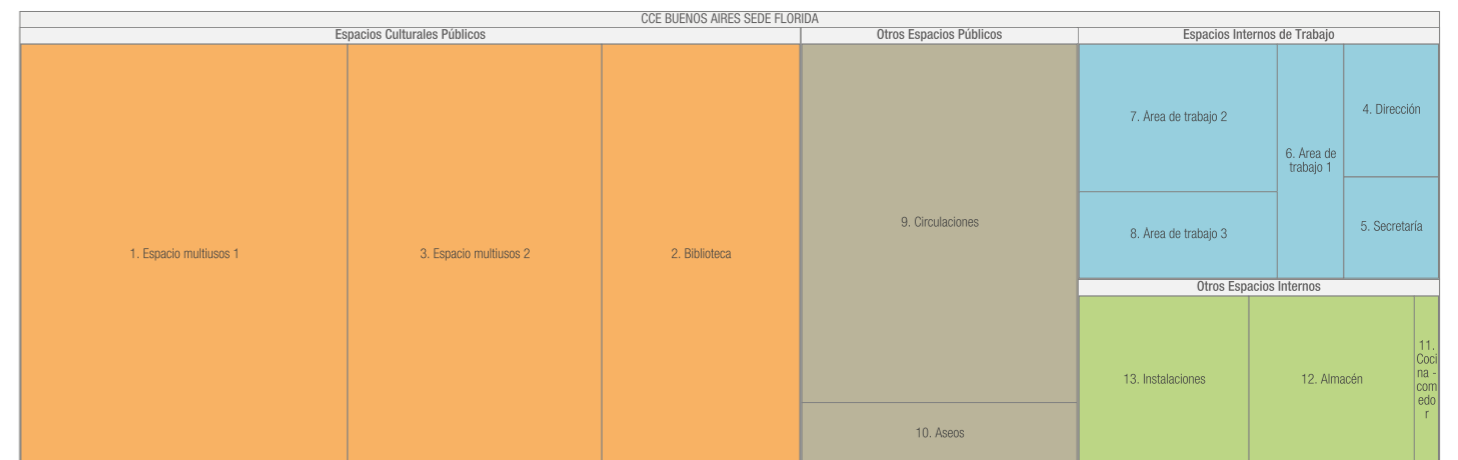 CCE BUENOS AIRES SEDE FLORIDA
Espacios Culturales Públicos
Otros Espacios Públicos
Espacios Internos de Trabajo
1. Espacio multiusos 1
3. Espacio multiusos 2
2. Biblioteca
9. Circulaciones
10. Aseos
7. Area de trabajo 2
8. Area de trabajo 3
6. Area de
trabajo 1
4. Dirección
5. Secretaría
Otros Espacios Internos
13. Instalaciones
12. Almacén
11.
Coci
na -
com
edo
r